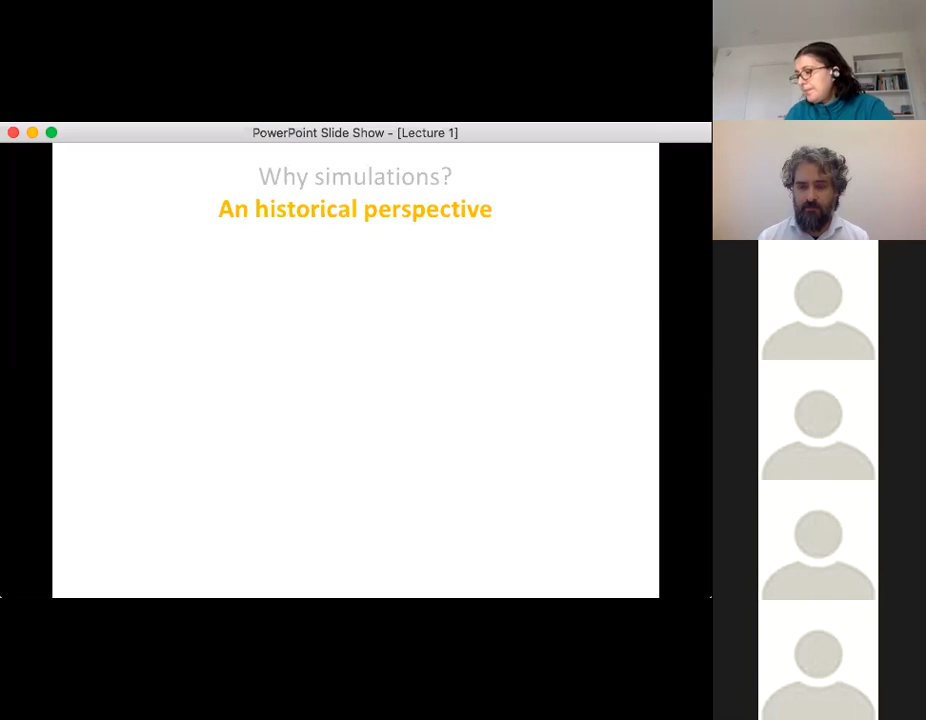 PowerPoint Slide Show - [Lecture 1]
Why simulations?
An historical perspective